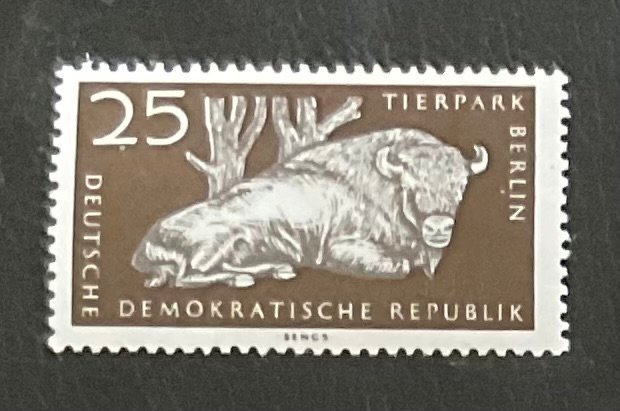 25
TIERPARK
BERLIN
DEUTSCHE
DEMOKRATISCHE REPUBLIK
BENGS